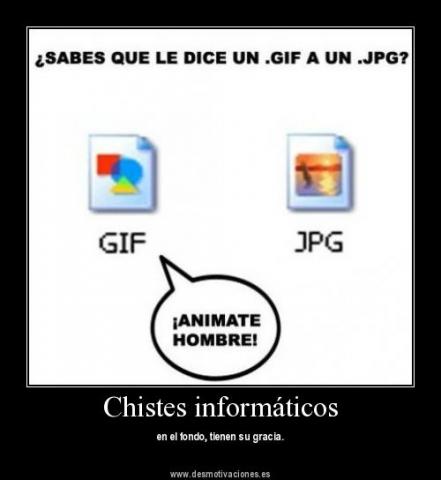 ¿SABES QUE LE DICE UN .GIF A UN .JPG?
GIF
JPG
¡ANIMATE
HOMBRE!
Chistes informáticos
en el fondo, tienen su gracia.
www.desmotivaciones.es